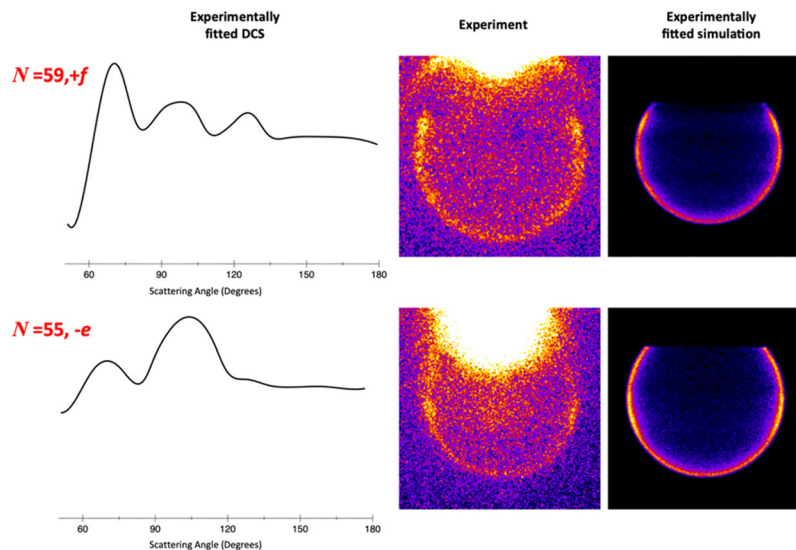 Experimentally
fitted DCS
Experiment
Experimentally
fitted simulation
N=59,+f
60 90 120 150 180
Scattering Angle (Degrees)
N=55, -e
60 90 120 150 180
Scattering Angle (Degrees)